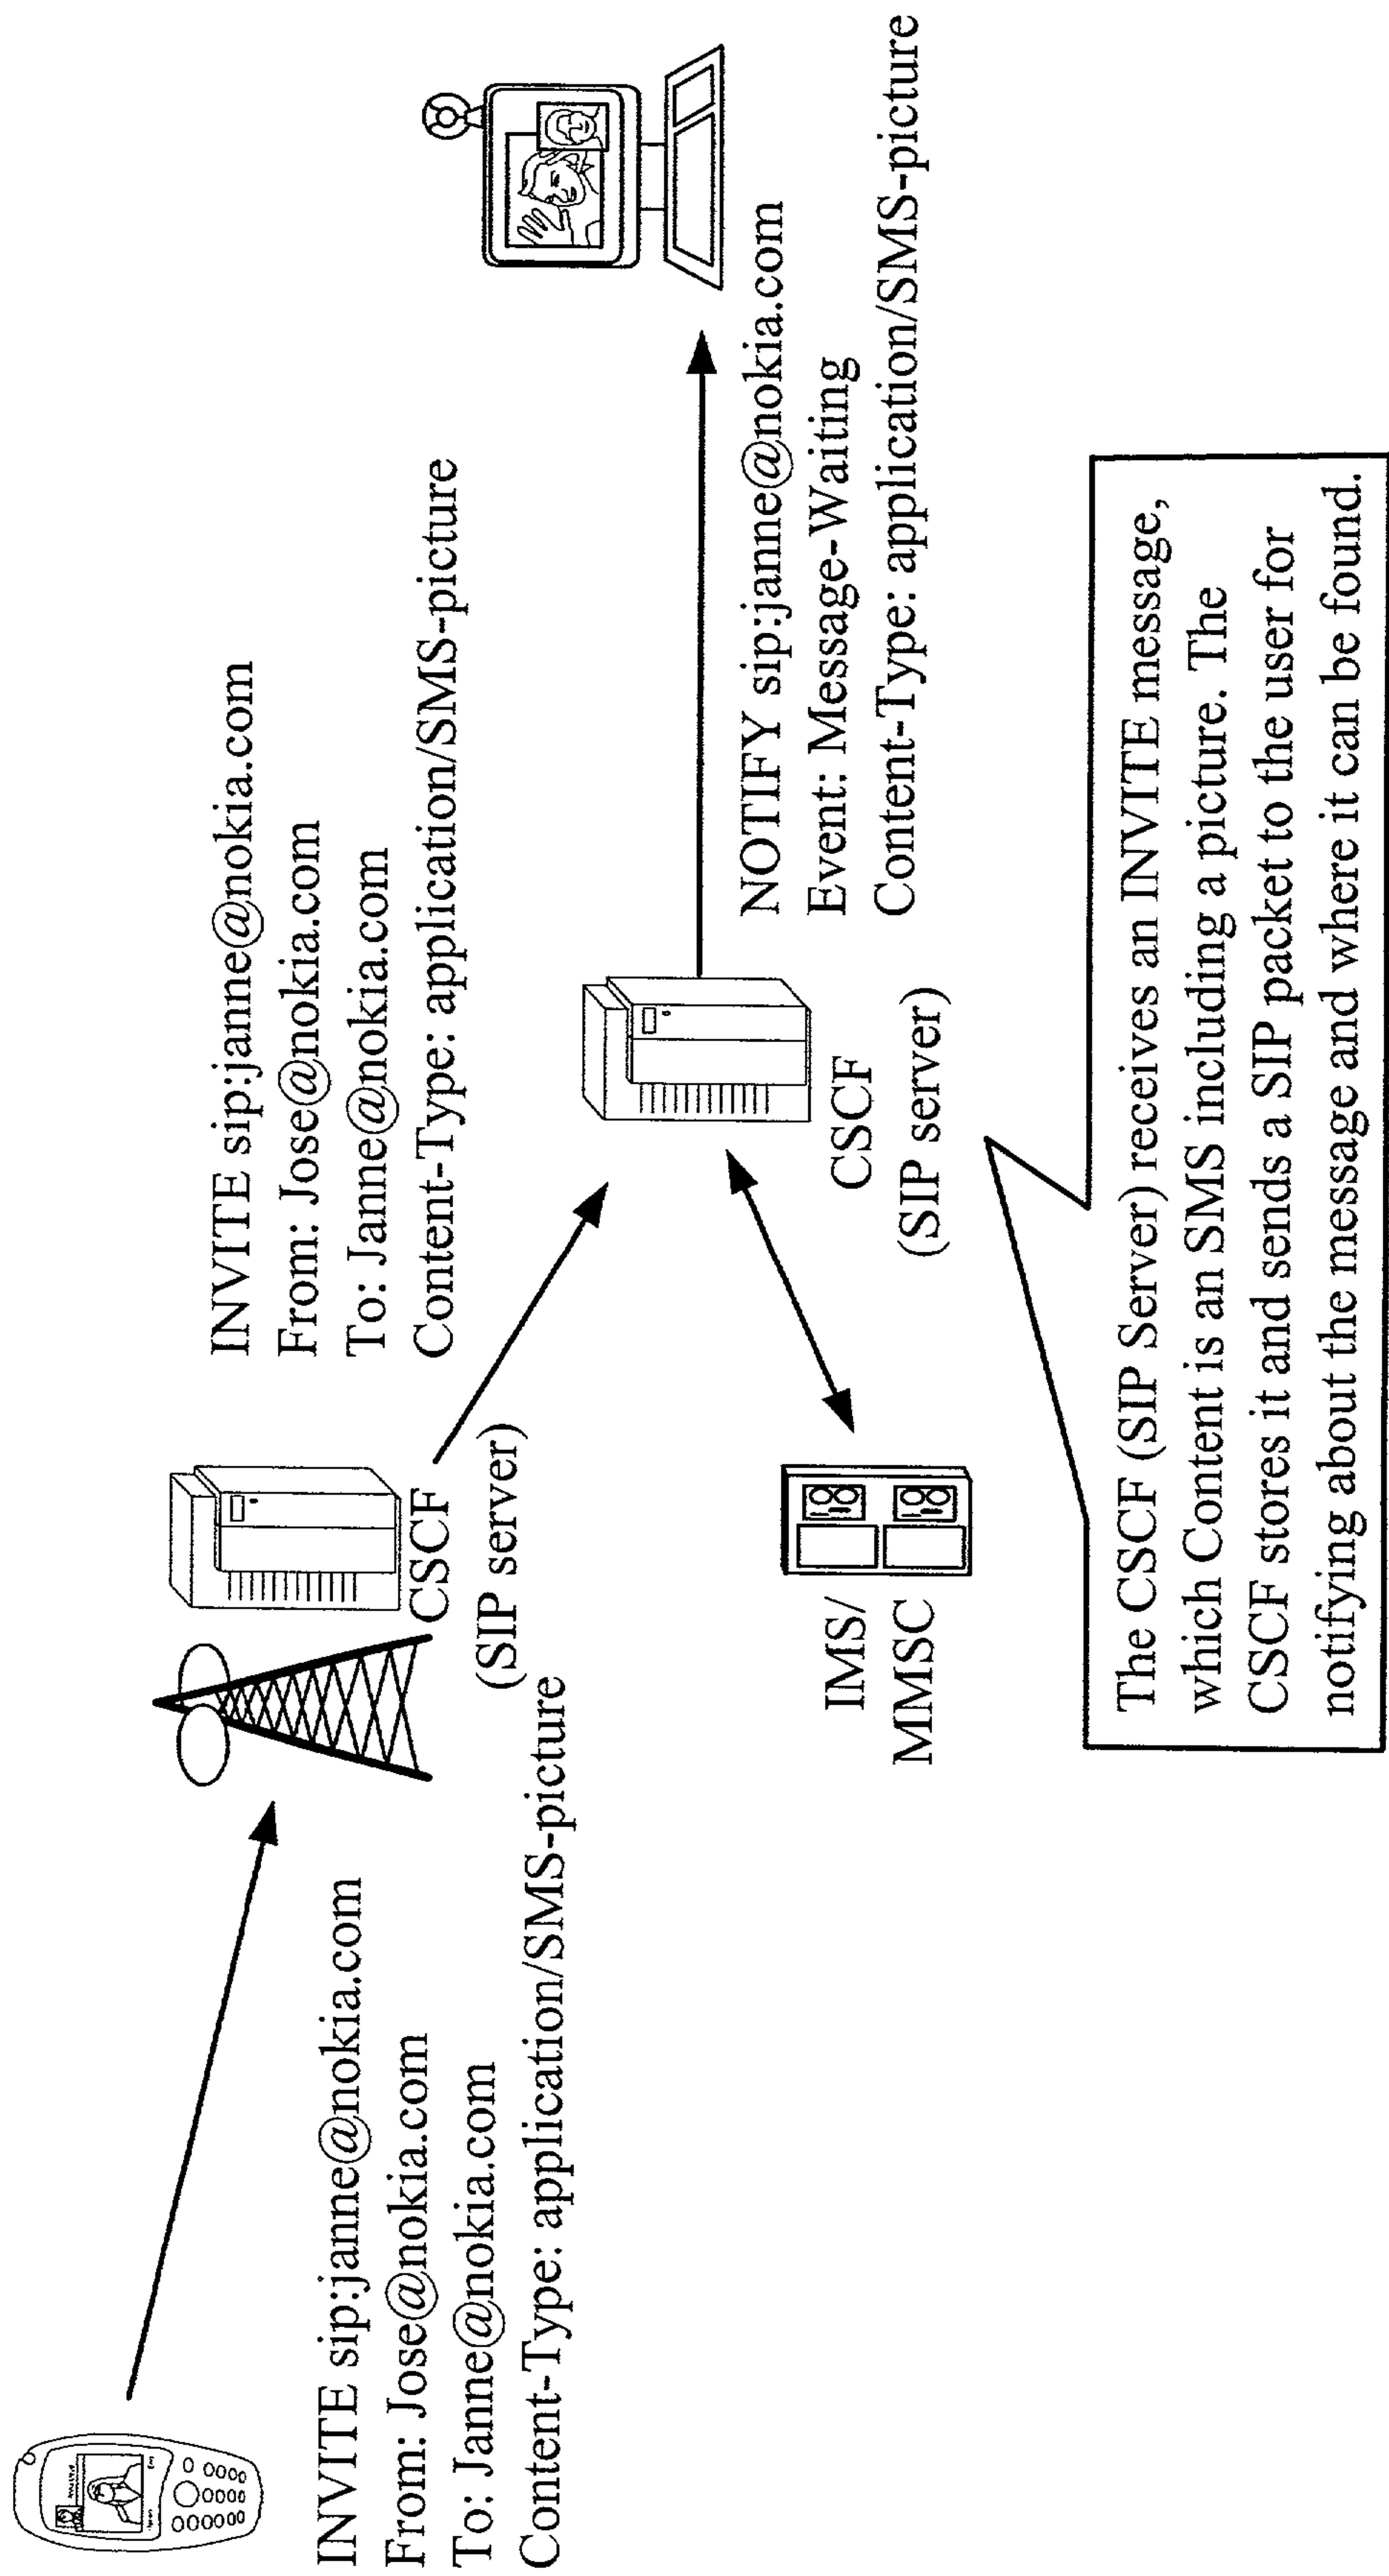 INVITE sip:janne@nokia.com
From: Jose@nokia.com
To: Janne@nokia.com
Content-Type: application/SMS-picture
CSCF
(SIP server)
INVITE sip:janne@nokia.com
From: Jose@nokia.com
To: Janne@nokia.com
Content-Type: application/SMS-picture
IMS/
MMSC
CSCF
(SIP server)
NOTIFY sip:janne@nokia.com
Event: Message-Waiting
Content-Type: application/SMS-picture
The CSCF (SIP Server) receives an INVITE message,
which Content is an SMS including a picture. The
CSCF stores it and sends a SIP packet to the user for
notifying about the message and where it can be found.